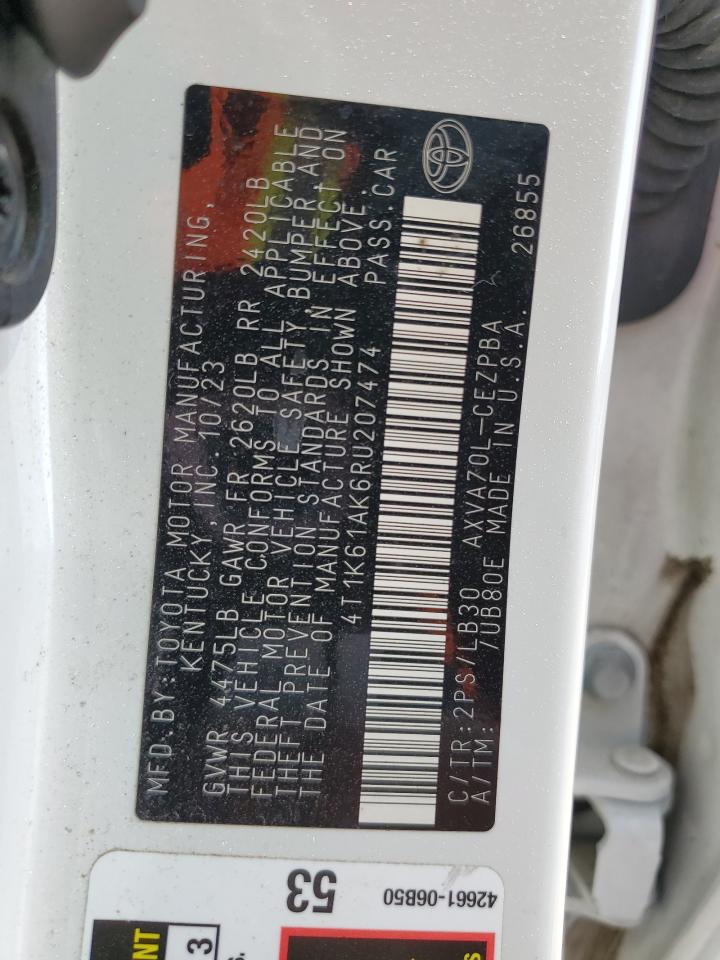 MFD.BY:TOYOTA MOTOR MANUFACTURING,
KENTUCKY,INC. 10/23
GVWR 4475LB GAWR FR 2620LB RR 2420LB
THIS VEHICLE CONFORMS TO ALL APPLICABLE
FEDERAL MOTOR VEHICLE SAFETY, BUMPER,AND
THEFT PREVENTION STANDARDS IN EFFECT ON
THE DATE OF MANUFACTURE SHOWN ABOVE.
4T1K61AK6RU207474 PASS.CAR
C/TR:2PS/LB30 AXVA70L-CEZPBA
A/TM: /UB80E MADE IN U.S.A. 26855
53
42661-06B50
3